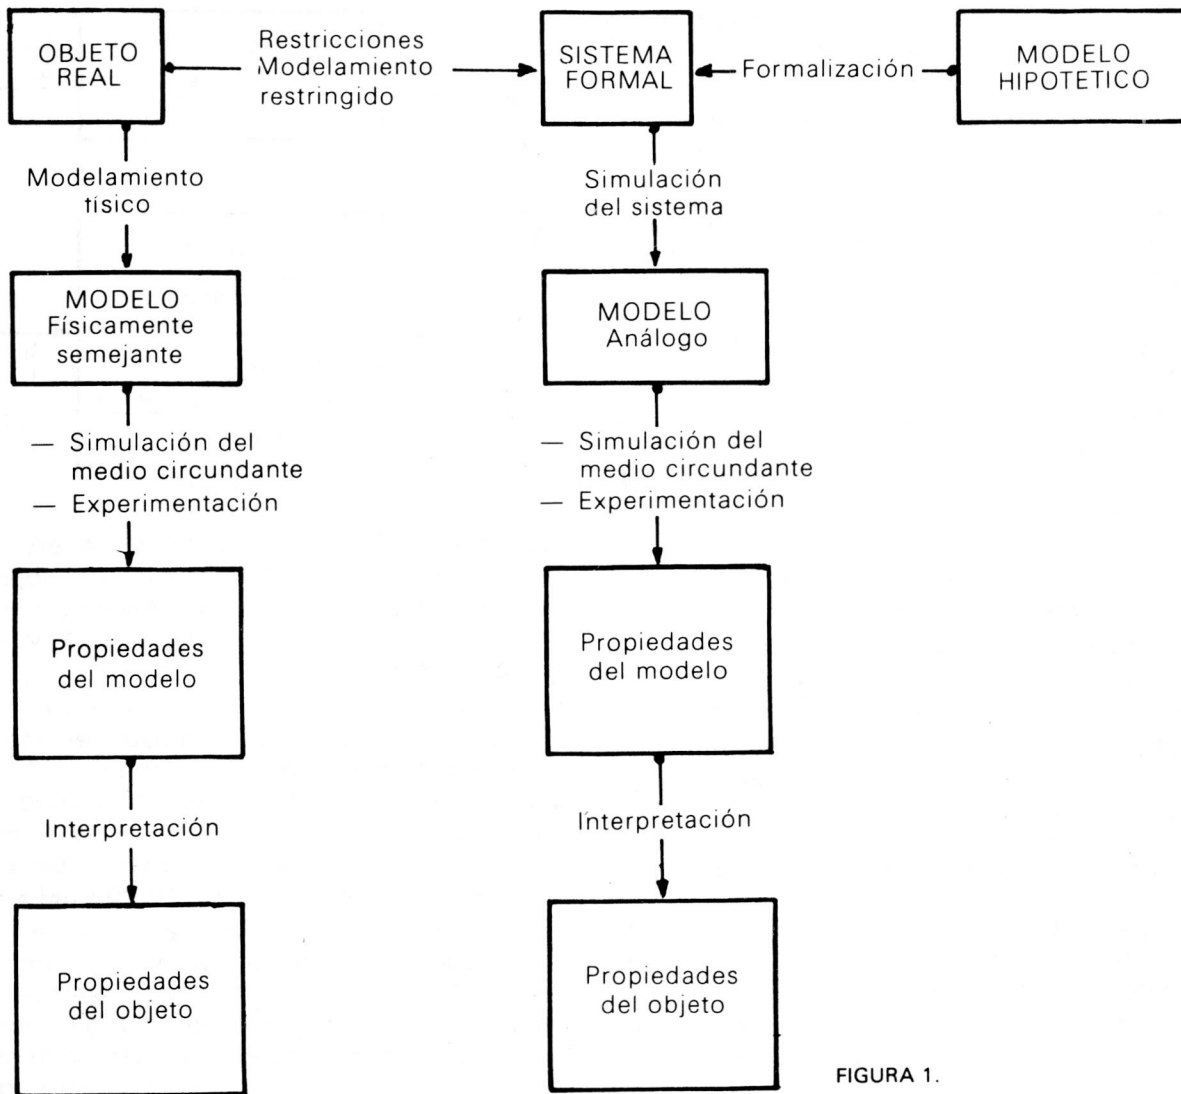 OBJETO
REAL
Restricciones
Modelamiento
restringido
SISTEMA
FORMAL
Formalización
MODELO
HIPOTETICO
Modelamiento
físico
Simulación
del sistema
MODELO
Físicamente
semejante
MODELO
Análogo
— Simulación del
medio circundante
— Experimentación
— Simulación del
medio circundante
— Experimentación
Propiedades
del modelo
Propiedades
del modelo
Interpretación
Interpretación
Propiedades
del objeto
Propiedades
del objeto
FIGURA 1.